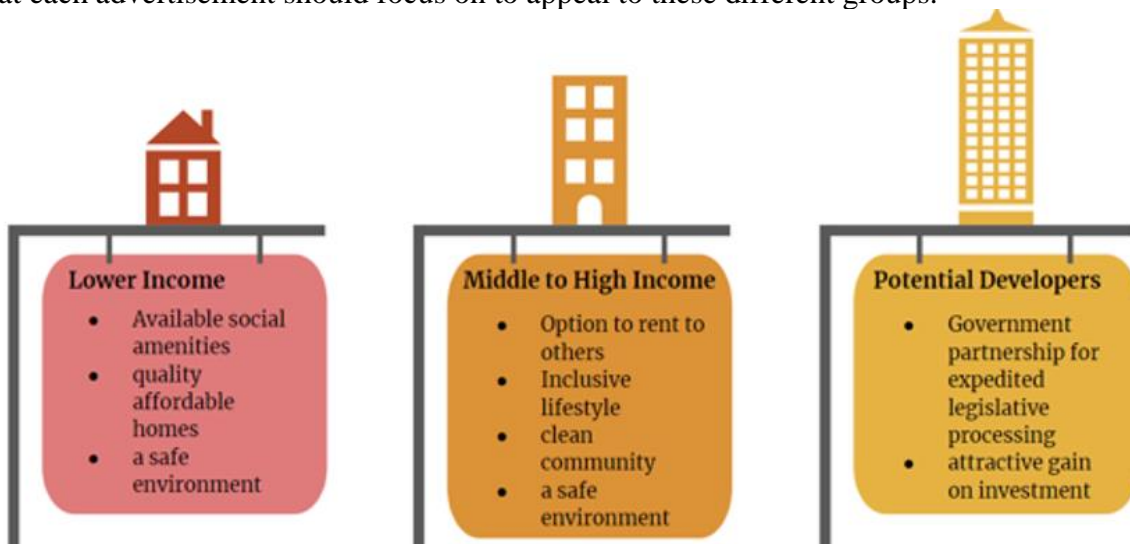 at each advertisement should focus on to appeal to these different groups.
Lower Income
• Available social
amenities
• quality
affordable
homes
• a safe
environment
Middle to High Income
• Option to rent to
others
• Inclusive
lifestyle
• clean
community
• a safe
environment
Potential Developers
• Government
partnership for
expedited
legislative
processing
• attractive gain
on investment